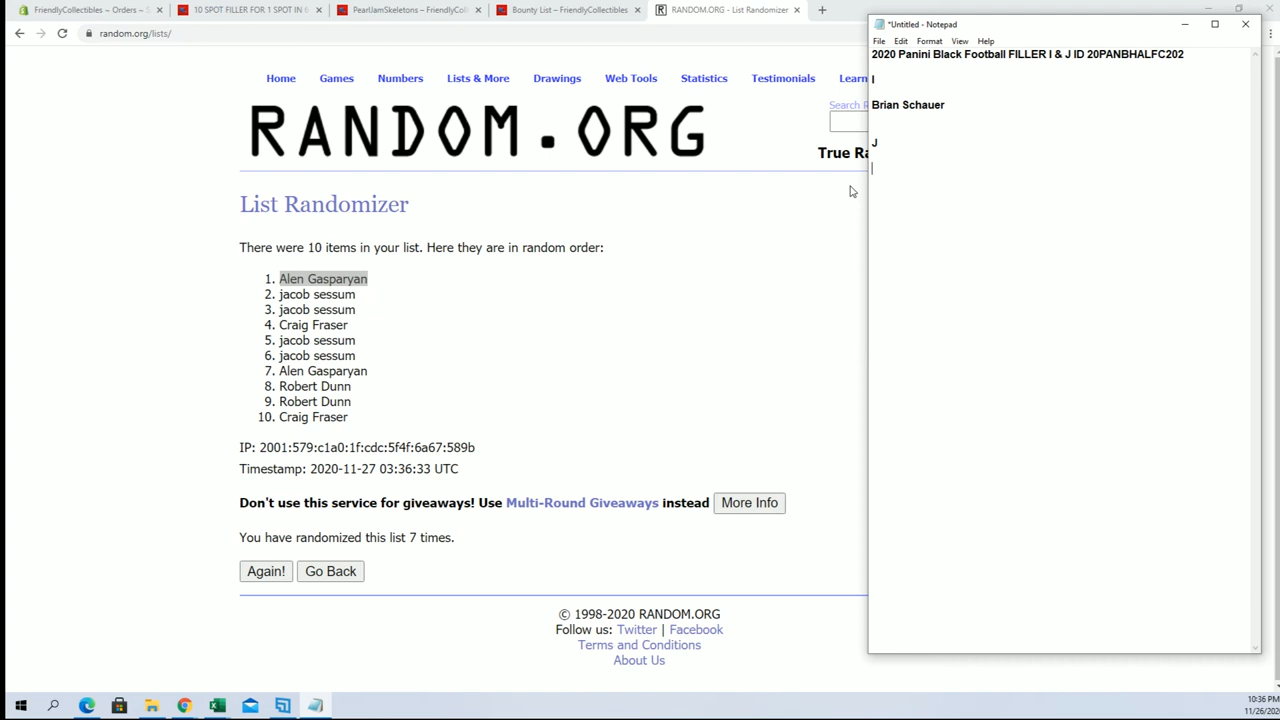 FriendlyCollectibles ~ Orders ~ S
10 SPOT FILLER FOR 1 SPOT IN 6
PearlJamSkeletons – FriendlyColl
Bounty List – FriendlyCollectibles
RANDOM.ORG - List Randomizer
random.org/lists/
Home
Games
Numbers
Lists & More
Drawings
Web Tools
Statistics
Testimonials
Learn
RANDOM.ORG
Search R
True Ra
List Randomizer
There were 10 items in your list. Here they are in random order:
1. Alen Gasparyan
2. jacob sessum
3. jacob sessum
4. Craig Fraser
5. jacob sessum
6. jacob sessum
7. Alen Gasparyan
8. Robert Dunn
9. Robert Dunn
10. Craig Fraser
IP: 2001:579:c1a0:1f:cdc:5f4f:6a67:589b
Timestamp: 2020-11-27 03:36:33 UTC
Don't use this service for giveaways! Use Multi-Round Giveaways instead More Info
You have randomized this list 7 times.
Again! Go Back
© 1998-2020 RANDOM.ORG
Follow us: Twitter | Facebook
Terms and Conditions
About Us
*Untitled - Notepad
File Edit Format View Help
2020 Panini Black Football FILLER I & J ID 20PANBHALFC202
I
Brian Schauer
J
10:36 PM
11/26/202